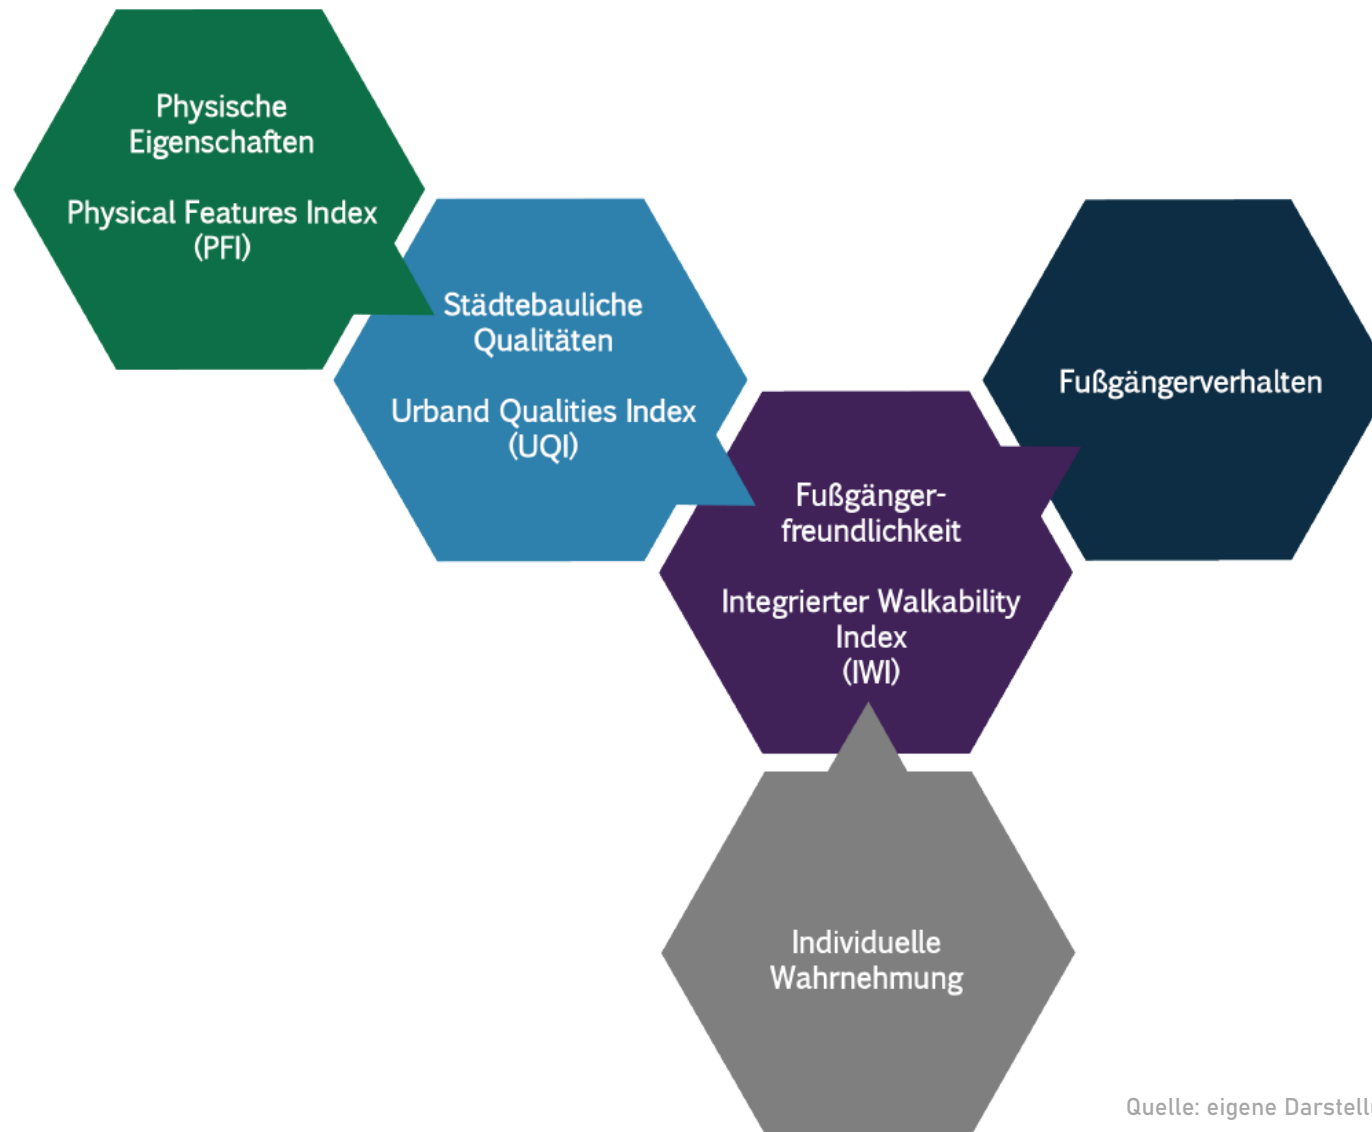 Physische
Eigenschaften
Physical Features Index
(PFI)
Städtebauliche
Qualitäten
Urband Qualities Index
(UQI)
Fußgängerverhalten
Fußgänger-
freundlichkeit
Integrierter Walkability
Index
(IWI)
Individuelle
Wahrnehmung
Quelle: eigene